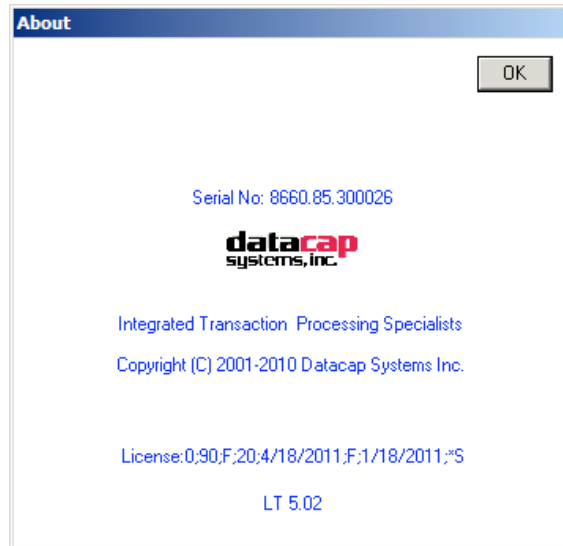 About
OK
Serial No: 8660.85.300026
datacap
systems, inc.
Integrated Transaction Processing Specialists
Copyright (C) 2001-2010 Datacap Systems Inc.
License:0;90;F;20;4/18/2011;F;1/18/2011;*S
LT 5.02